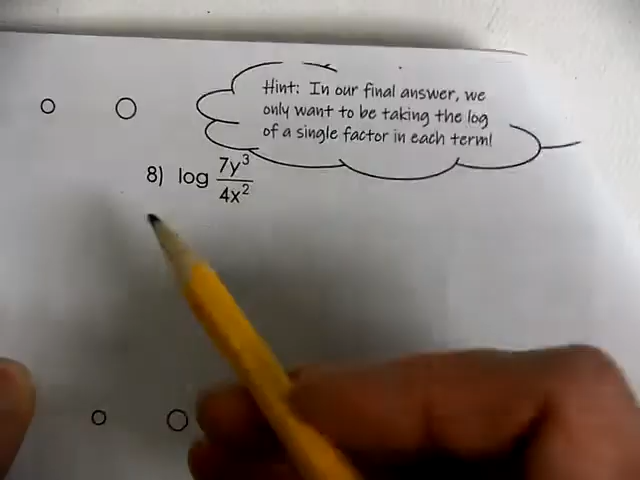 Hint: In our final answer, we
only want to be taking the log
of a single factor in each term!
8) log 7y³/4x²